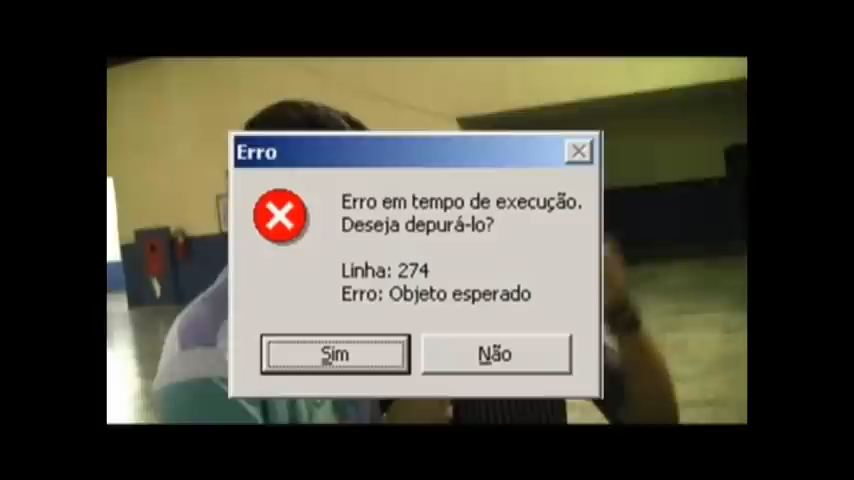 Erro
Erro em tempo de execução.
Deseja depurá-lo?
Linha: 274
Erro: Objeto esperado
Sim
Não